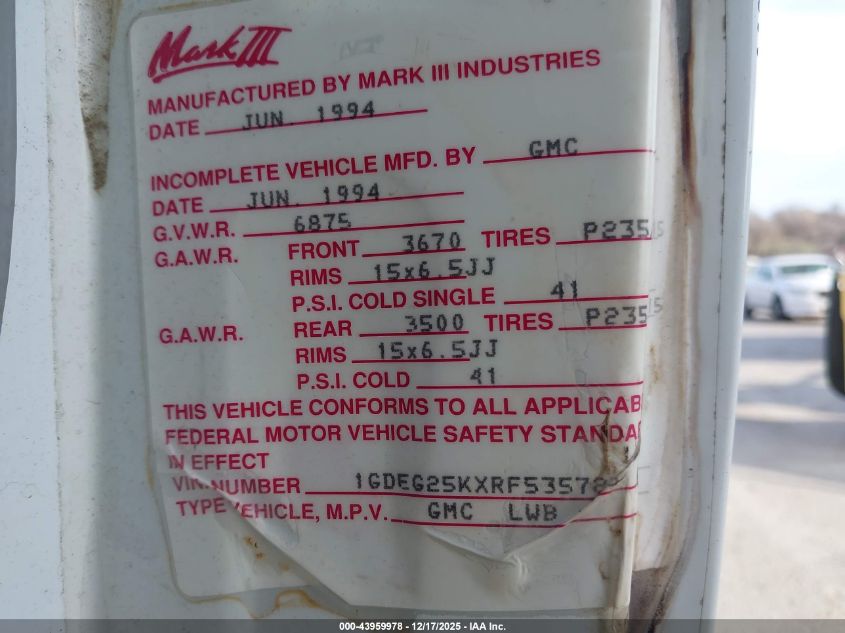 Mark III
MANUFACTURED BY MARK III INDUSTRIES
DATE JUN. 1994
INCOMPLETE VEHICLE MFD. BY GMC
DATE JUN. 1994
G.V.W.R. 6875
G.A.W.R. FRONT 3670 TIRES P235
RIMS 15x6.5JJ
P.S.I. COLD SINGLE 41
G.A.W.R. REAR 3500 TIRES P235
RIMS 15x6.5JJ
P.S.I. COLD 41
THIS VEHICLE CONFORMS TO ALL APPLICAB
FEDERAL MOTOR VEHICLE SAFETY STANDA
IN EFFECT
VIN NUMBER 1GDEG25KXRF53578
TYPE VEHICLE, M.P.V. GMC LWB
000-43959978 - 12/17/2025 - IAA Inc.